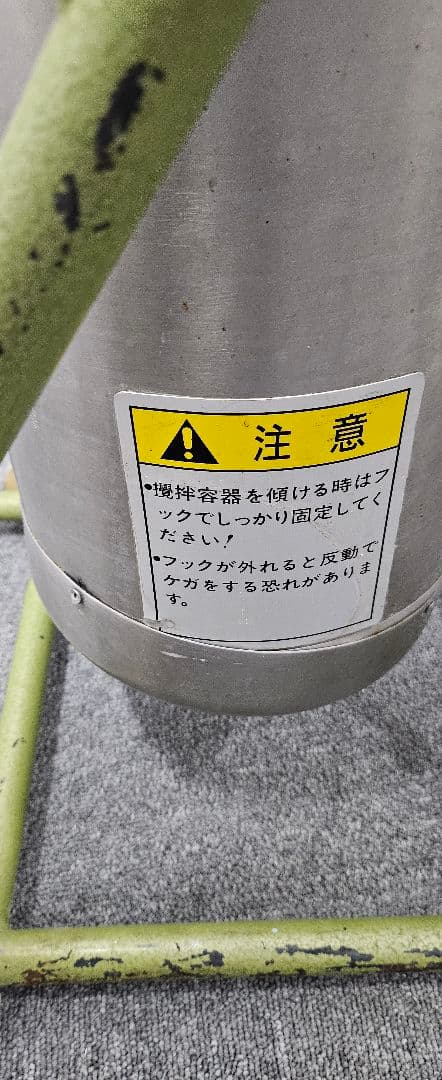 注意
•攪拌容器を傾ける時はフ
ックでしっかり固定してく
ださい！
•フックが外れると反動で
ケガをする恐れがありま
す。